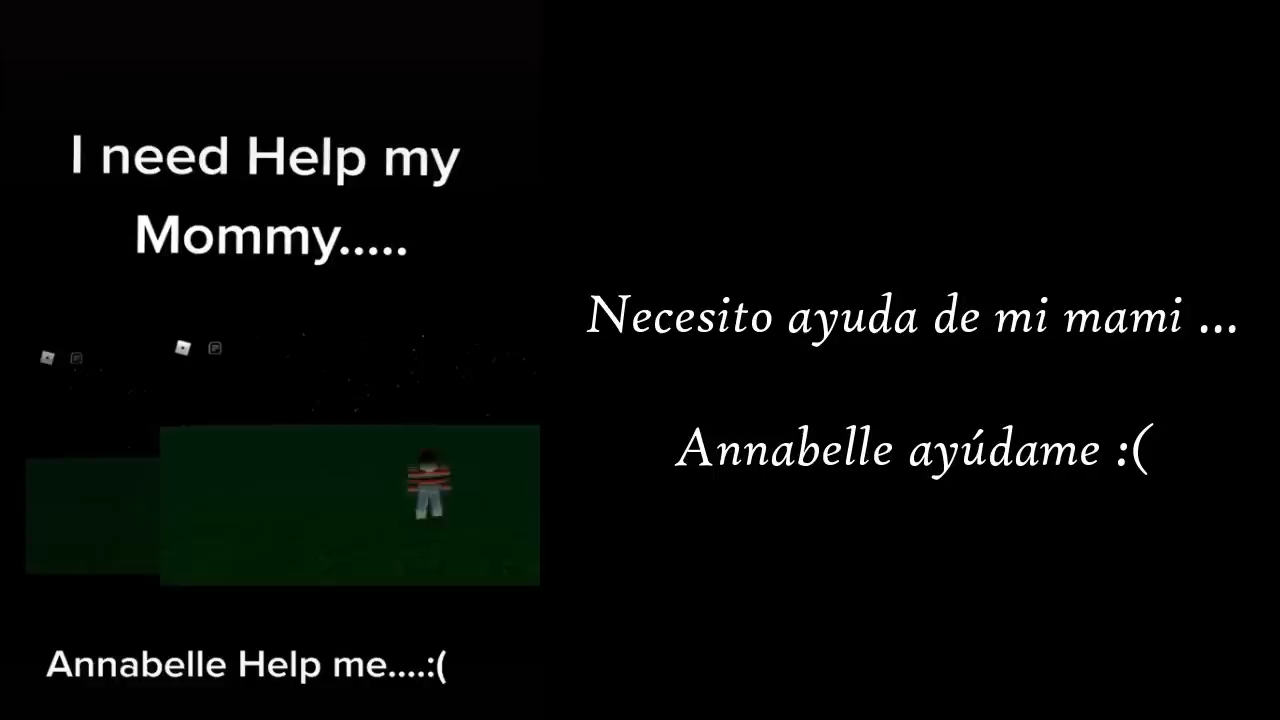 I need Help my
Mommy.....
Annabelle Help me....:(
Necesito ayuda de mi mami ...
Annabelle ayúdame :(